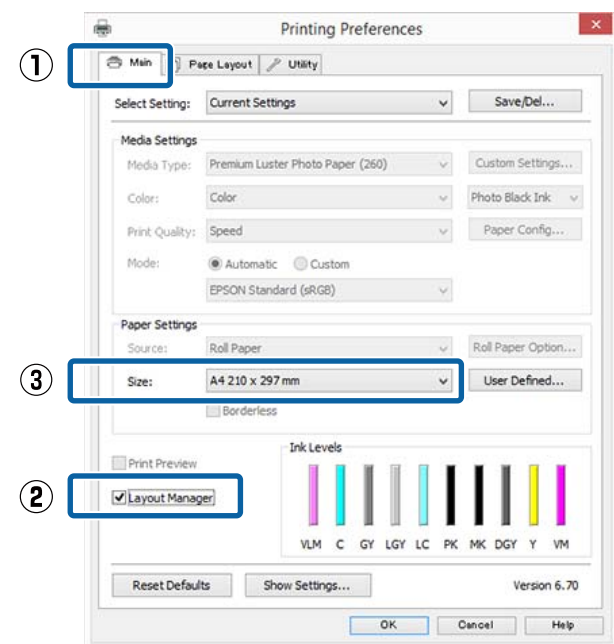 Printing Preferences
① Main Page Layout Utility
Select Setting: Current Settings Save/Del...
Media Settings
Media Type: Premium Luster Photo Paper (260) Custom Settings...
Color: Color Photo Black Ink
Print Quality: Speed Paper Config...
Mode: Automatic Custom
EPSON Standard (sRGB)
Paper Settings
Source: Roll Paper Roll Paper Option...
③ Size: A4 210 x 297 mm User Defined...
Borderless
Ink Levels
Print Preview
② Layout Manager
VLM C GY LGY LC PK MK DGY Y VM
Reset Defaults Show Settings... Version 6.70
OK Cancel Help